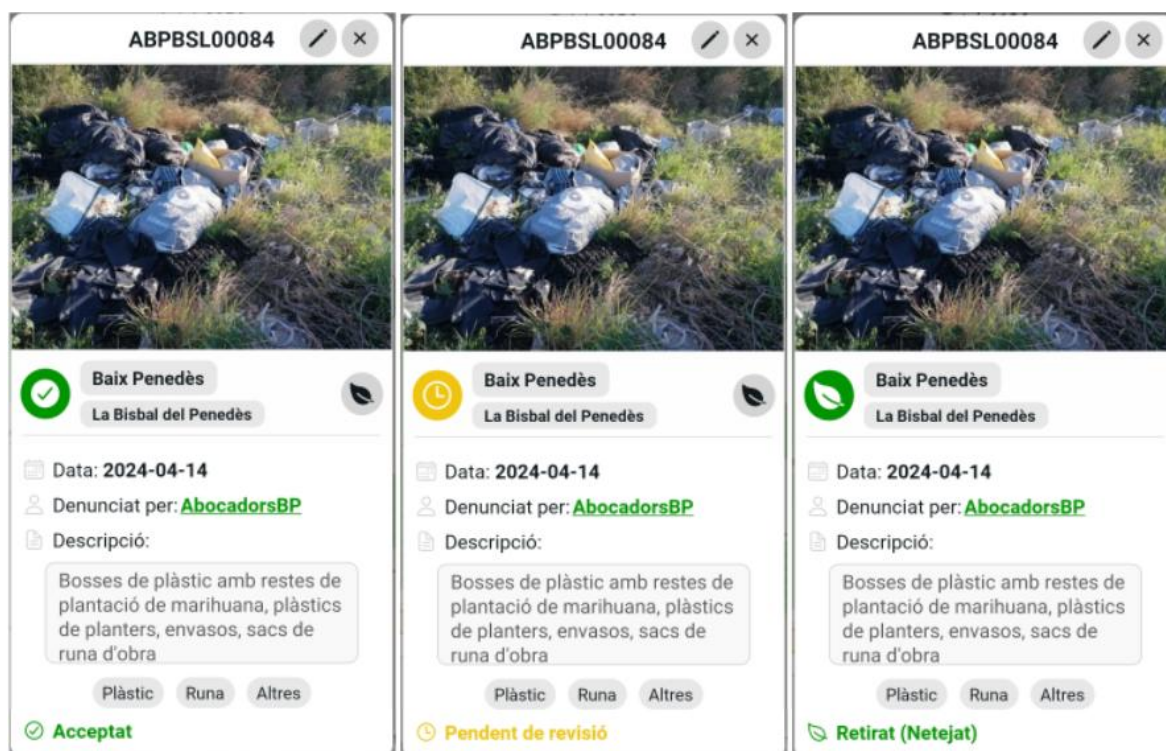 ABPBSL00084
Baix Penedès
La Bisbal del Penedès
Data: 2024-04-14
Denunciat per: AbocadorsBP
Descripció:
Bosses de plàstic amb restes de
plantació de marihuana, plàstics
de planters, envasos, sacs de
runa d'obra
Plàstic Runa Altres
Acceptat
ABPBSL00084
Baix Penedès
La Bisbal del Penedès
Data: 2024-04-14
Denunciat per: AbocadorsBP
Descripció:
Bosses de plàstic amb restes de
plantació de marihuana, plàstics
de planters, envasos, sacs de
runa d'obra
Plàstic Runa Altres
Pendent de revisió
ABPBSL00084
Baix Penedès
La Bisbal del Penedès
Data: 2024-04-14
Denunciat per: AbocadorsBP
Descripció:
Bosses de plàstic amb restes de
plantació de marihuana, plàstics
de planters, envasos, sacs de
runa d'obra
Plàstic Runa Altres
Retirat (Netejat)